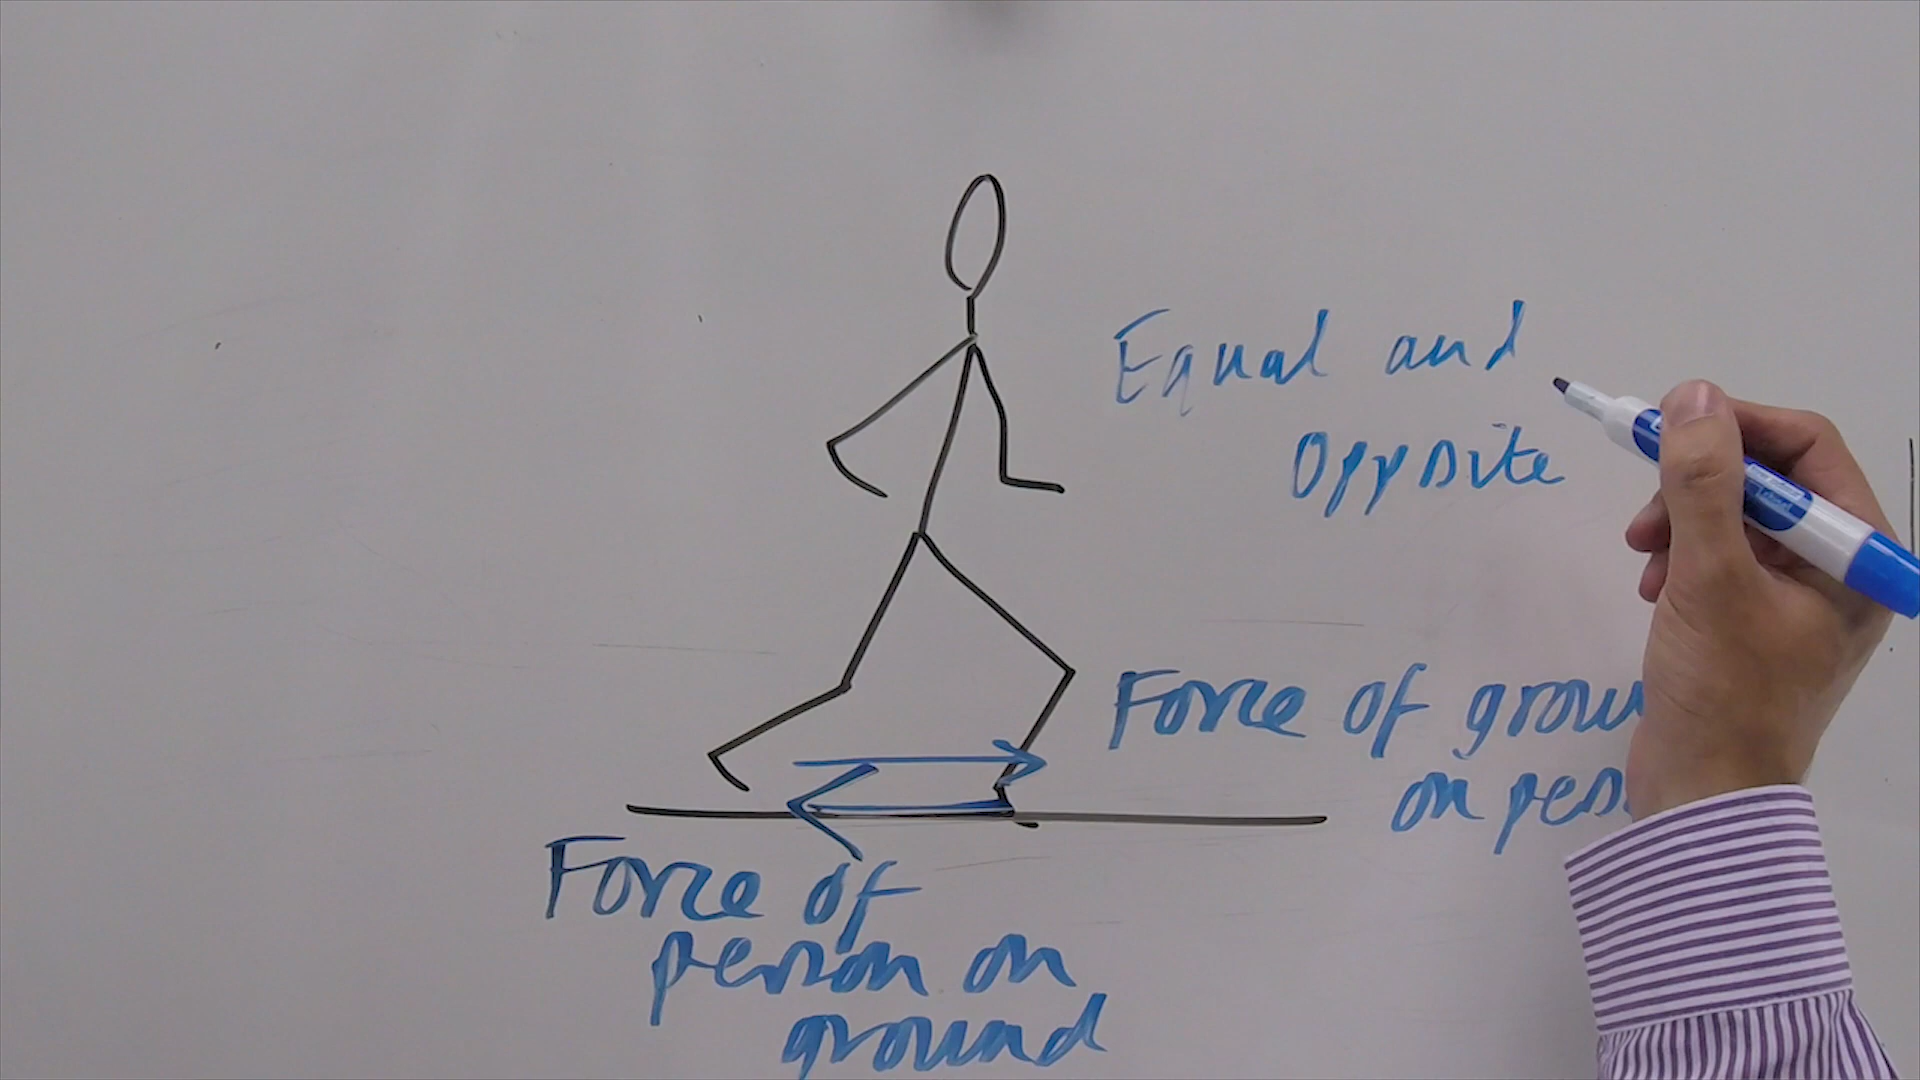 Equal and
Opposite
Force of
on
Force of
person on
ground